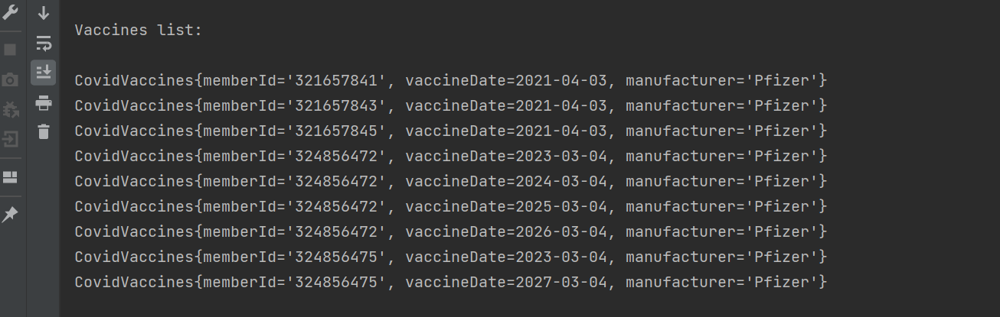 Vaccines list:
CovidVaccines{memberId='321657841', vaccineDate=2021-04-03, manufacturer='Pfizer'}
CovidVaccines{memberId='321657843', vaccineDate=2021-04-03, manufacturer='Pfizer'}
CovidVaccines{memberId='321657845', vaccineDate=2021-04-03, manufacturer='Pfizer'}
CovidVaccines{memberId='324856472', vaccineDate=2023-03-04, manufacturer='Pfizer'}
CovidVaccines{memberId='324856472', vaccineDate=2024-03-04, manufacturer='Pfizer'}
CovidVaccines{memberId='324856472', vaccineDate=2025-03-04, manufacturer='Pfizer'}
CovidVaccines{memberId='324856472', vaccineDate=2026-03-04, manufacturer='Pfizer'}
CovidVaccines{memberId='324856475', vaccineDate=2023-03-04, manufacturer='Pfizer'}
CovidVaccines{memberId='324856475', vaccineDate=2027-03-04, manufacturer='Pfizer'}